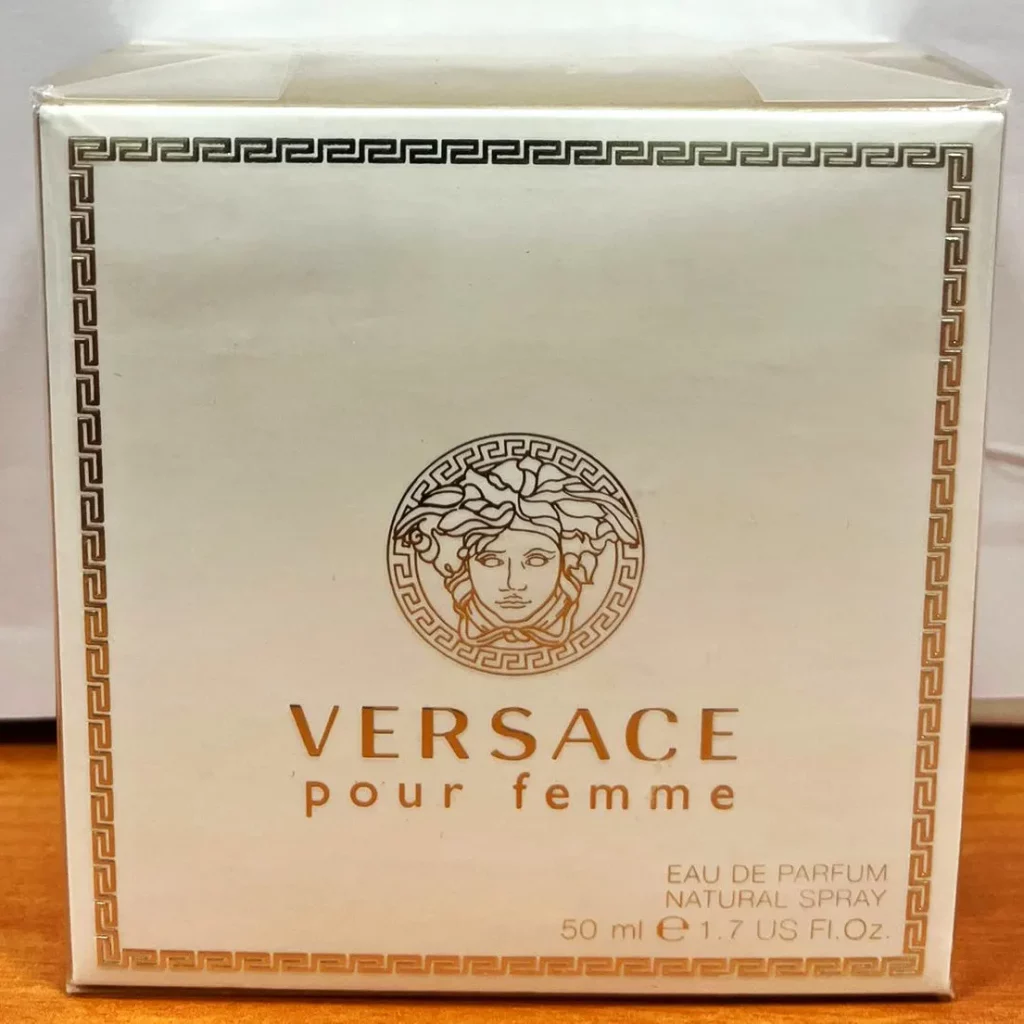 VERSACE
pour femme
EAU DE PARFUM
NATURAL SPRAY
50 ml ℮ 1.7 US Fl.Oz.